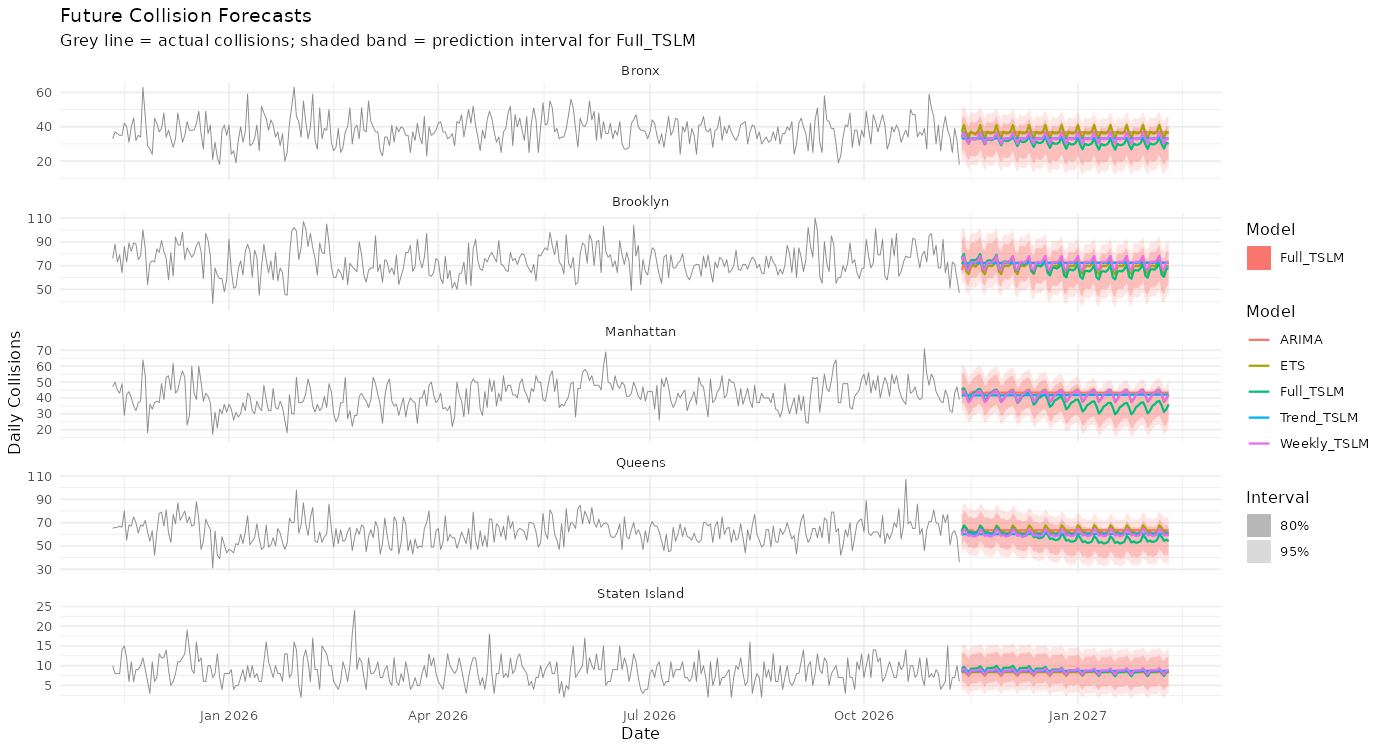 Future Collision Forecasts
Grey line = actual collisions; shaded band = prediction interval for Full_TSLM
Bronx
60
40
20
Brooklyn
110
90
70
50
Manhattan
70
60
50
40
30
20
Queens
110
90
70
50
30
Staten Island
25
20
15
10
5
Jan 2026
Apr 2026
Jul 2026
Oct 2026
Jan 2027
Date
Daily Collisions
Model
Full_TSLM
Model
ARIMA
ETS
Full_TSLM
Trend_TSLM
Weekly_TSLM
Interval
80%
95%